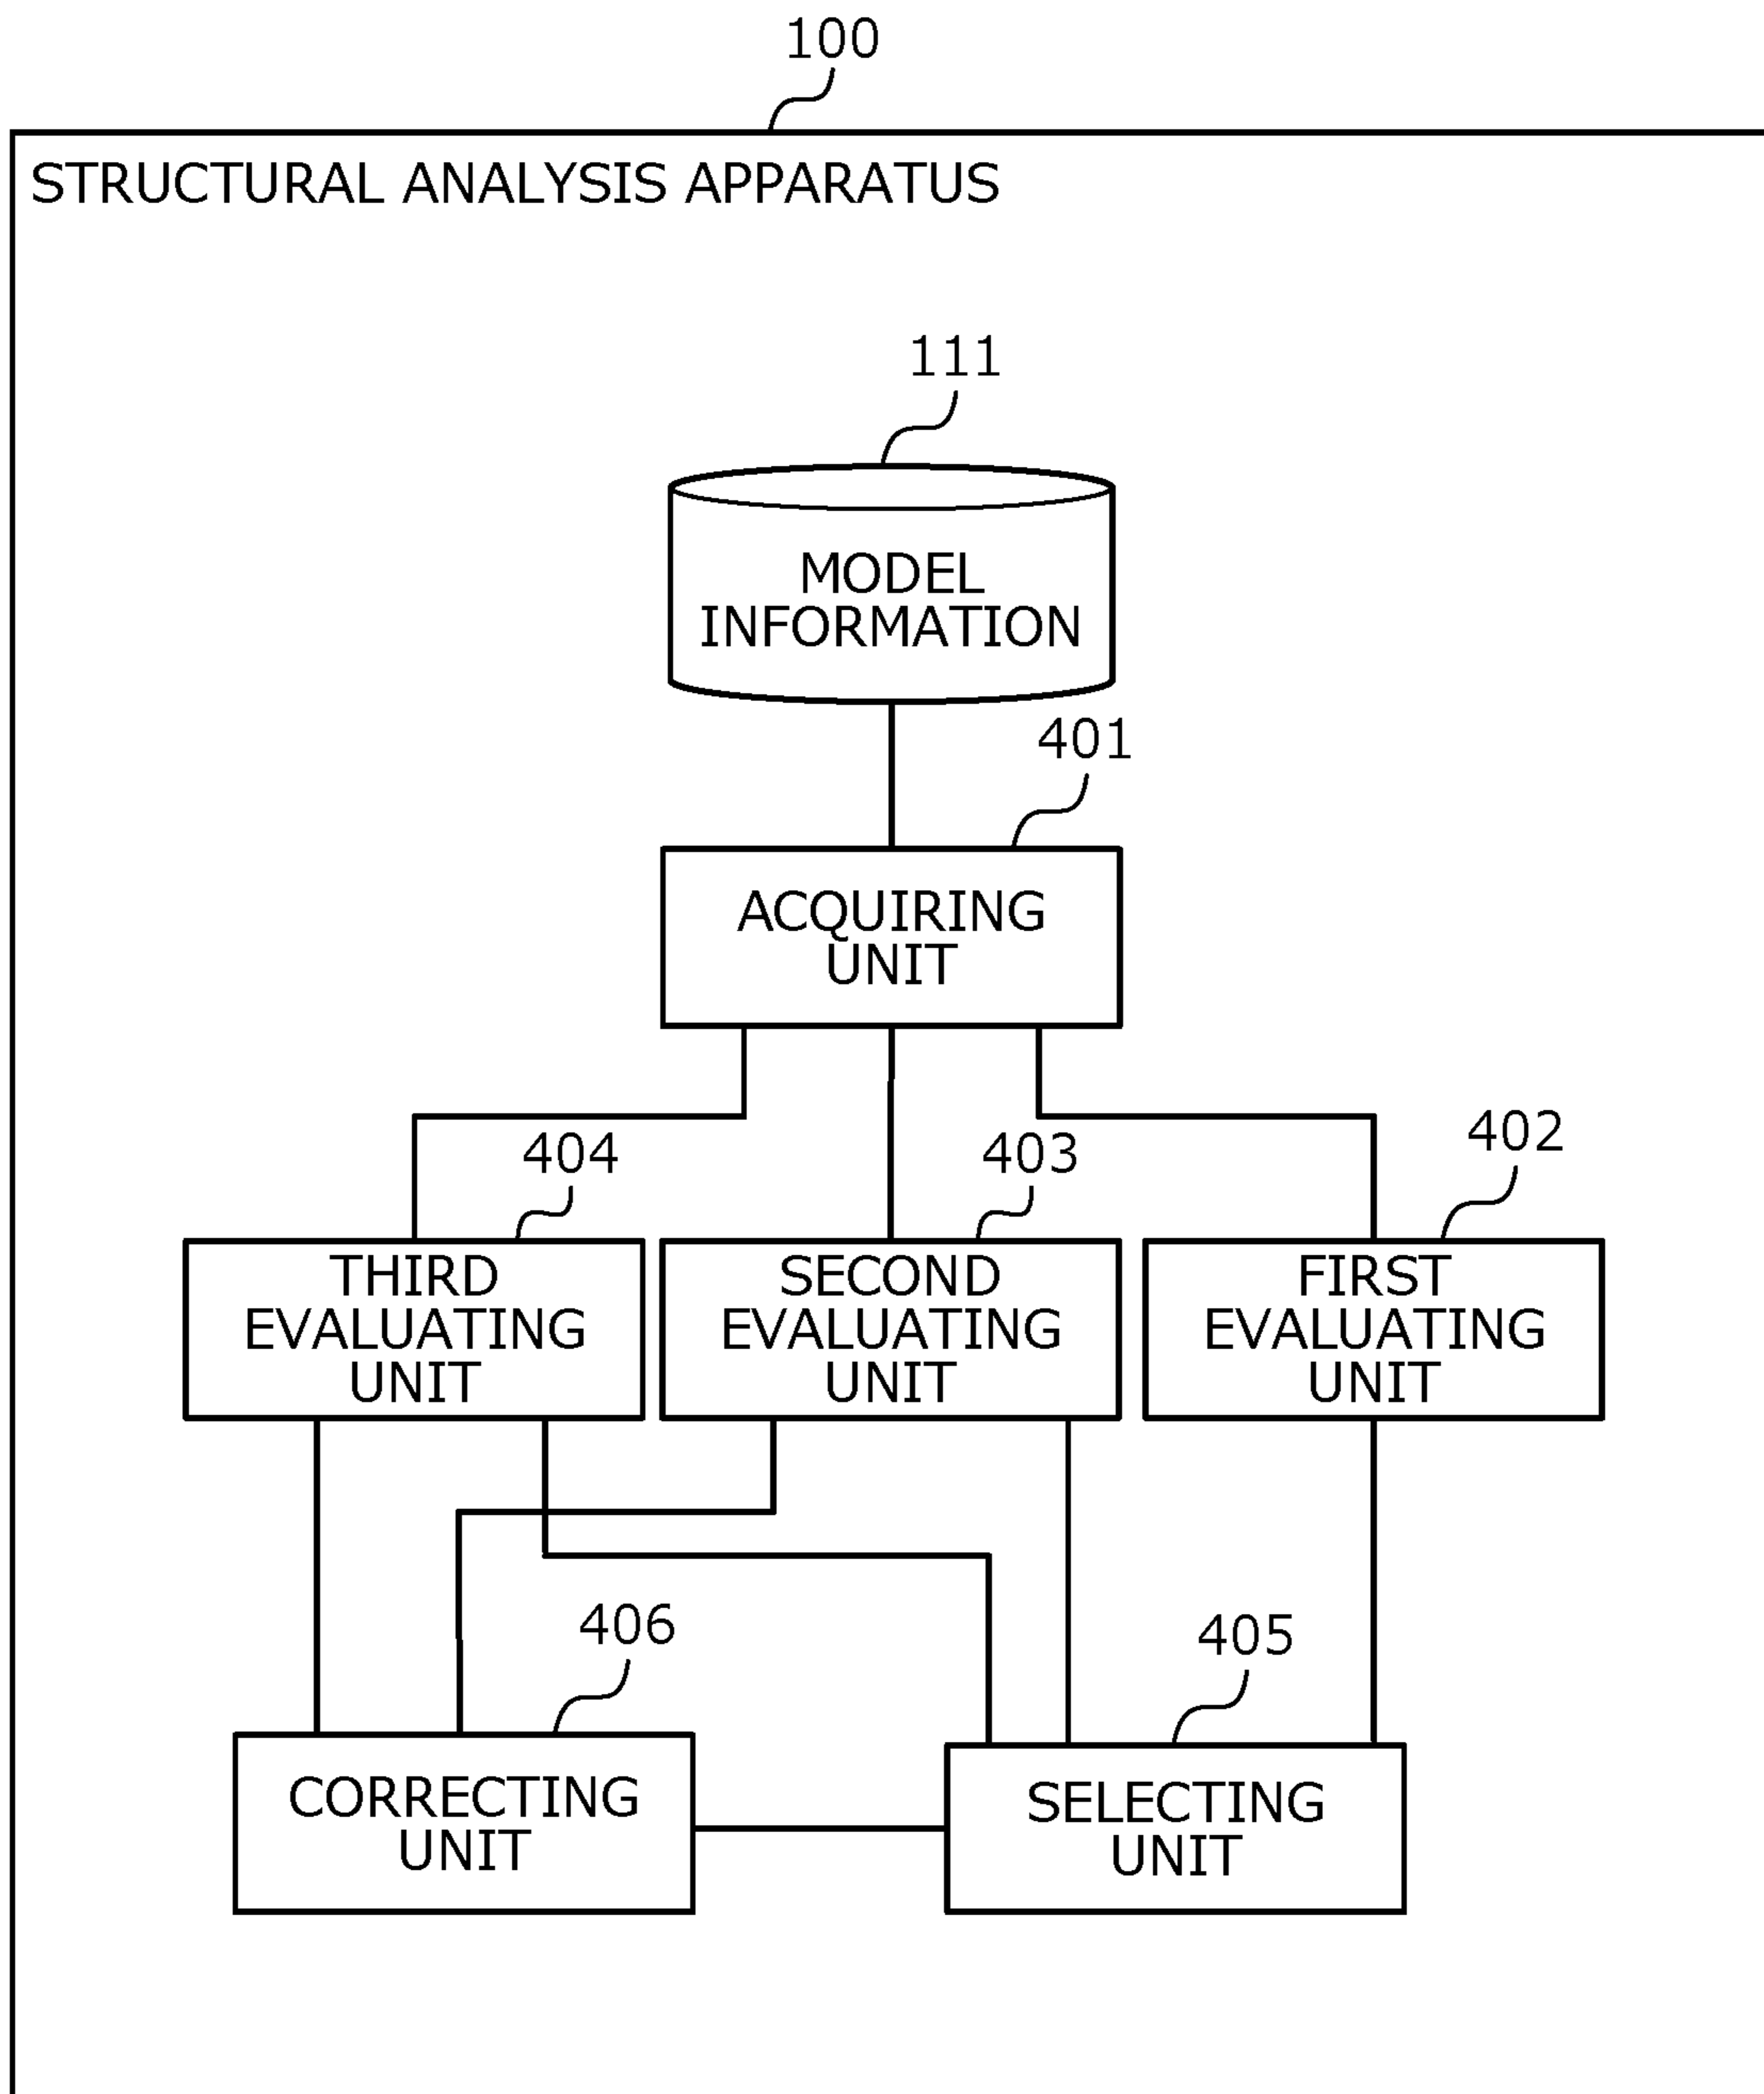 100
STRUCTURAL ANALYSIS APPARATUS
111
MODEL
INFORMATION
401
ACQUIRING
UNIT
404
403
402
THIRD
EVALUATING
UNIT
SECOND
EVALUATING
UNIT
FIRST
EVALUATING
UNIT
406
405
CORRECTING
UNIT
SELECTING
UNIT